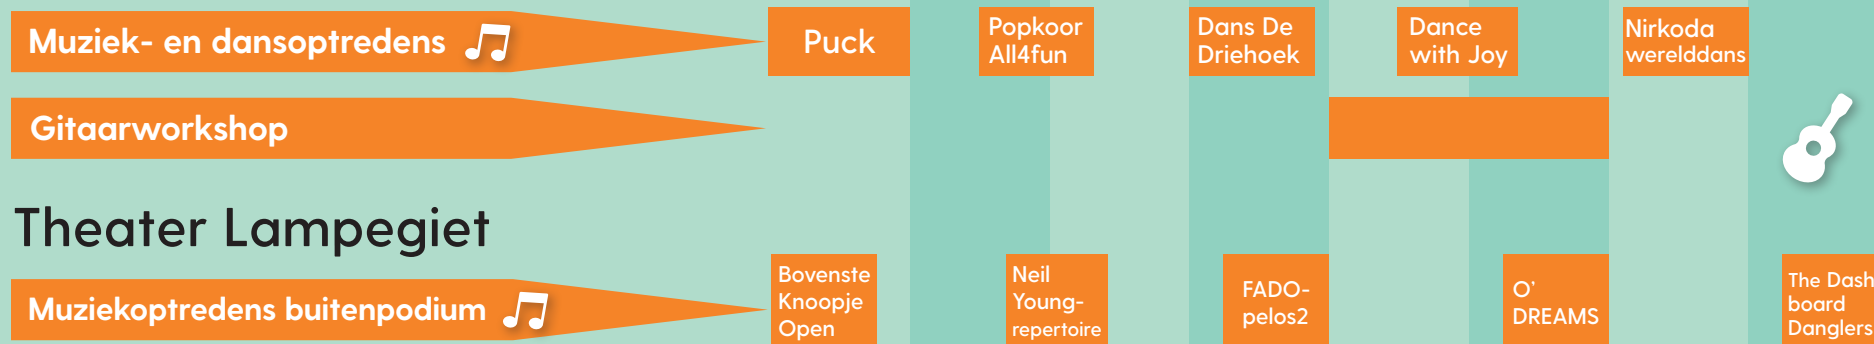 Muziek- en dansoptredens
Puck
Popkoor
All4fun
Dans De
Driehoek
Dance
with Joy
Nirkoda
werelddans
Gitaarworkshop
Theater Lampegiet
Muziekoptredens buitenpodium
Bovenste
Knoopje
Open
Neil
Young-
repertoire
FADO-
pelos2
O'
DREAMS
The Dash
board
Danglers